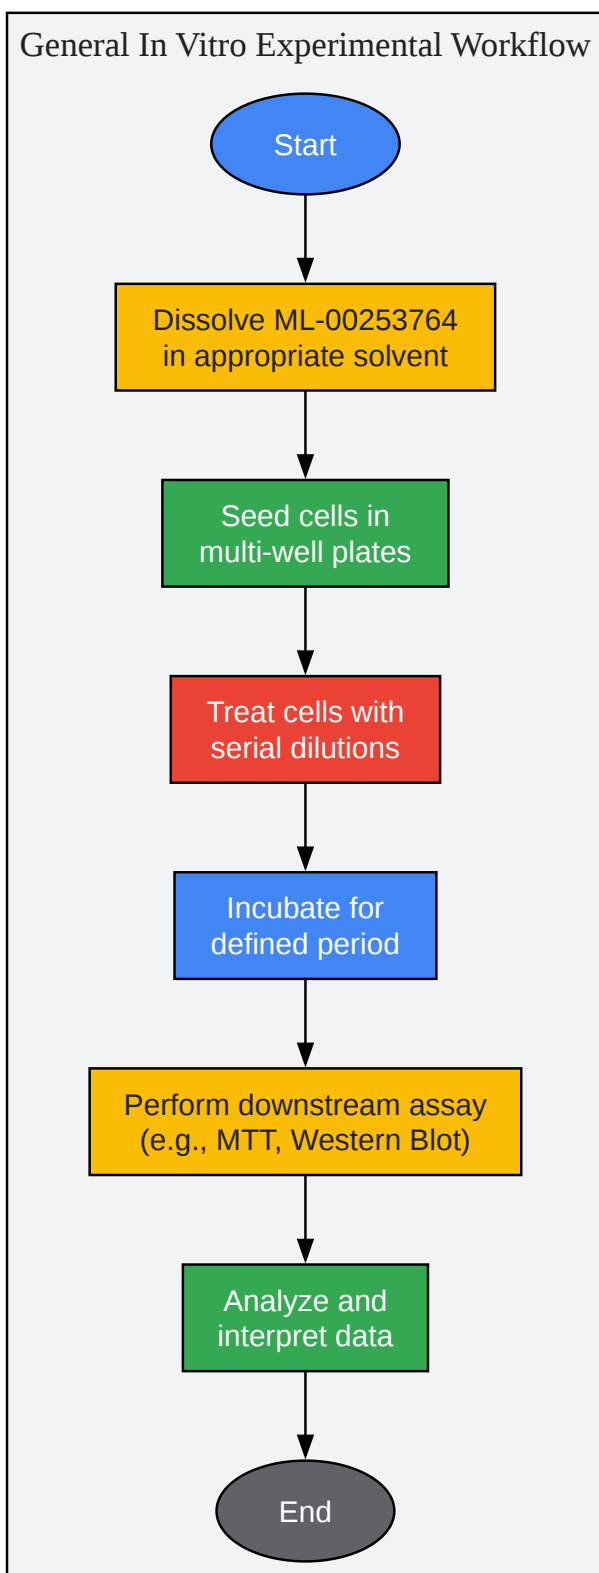 General In Vitro Experimental Workflow
Start
Dissolve ML-00253764
in appropriate solvent
Seed cells in
multi-well plates
Treat cells with
serial dilutions
Incubate for
defined period
Perform downstream assay
(e.g., MTT, Western Blot)
Analyze and
interpret data
End